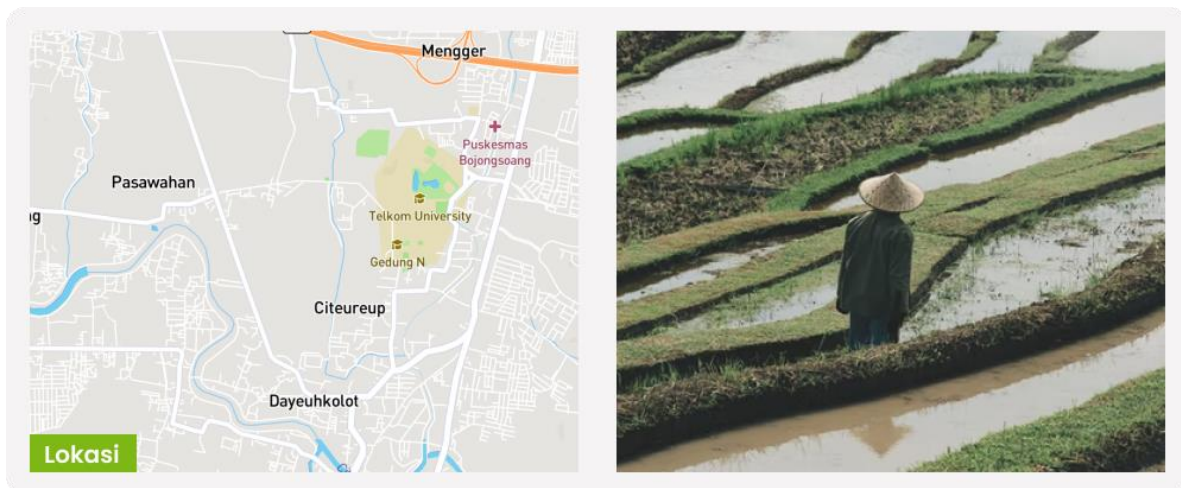 Mengger
Puskesmas
Bojongsoang
Pasawahan
Telkom University
Gedung N
Citeureup
Dayeuhkolot
Lokasi